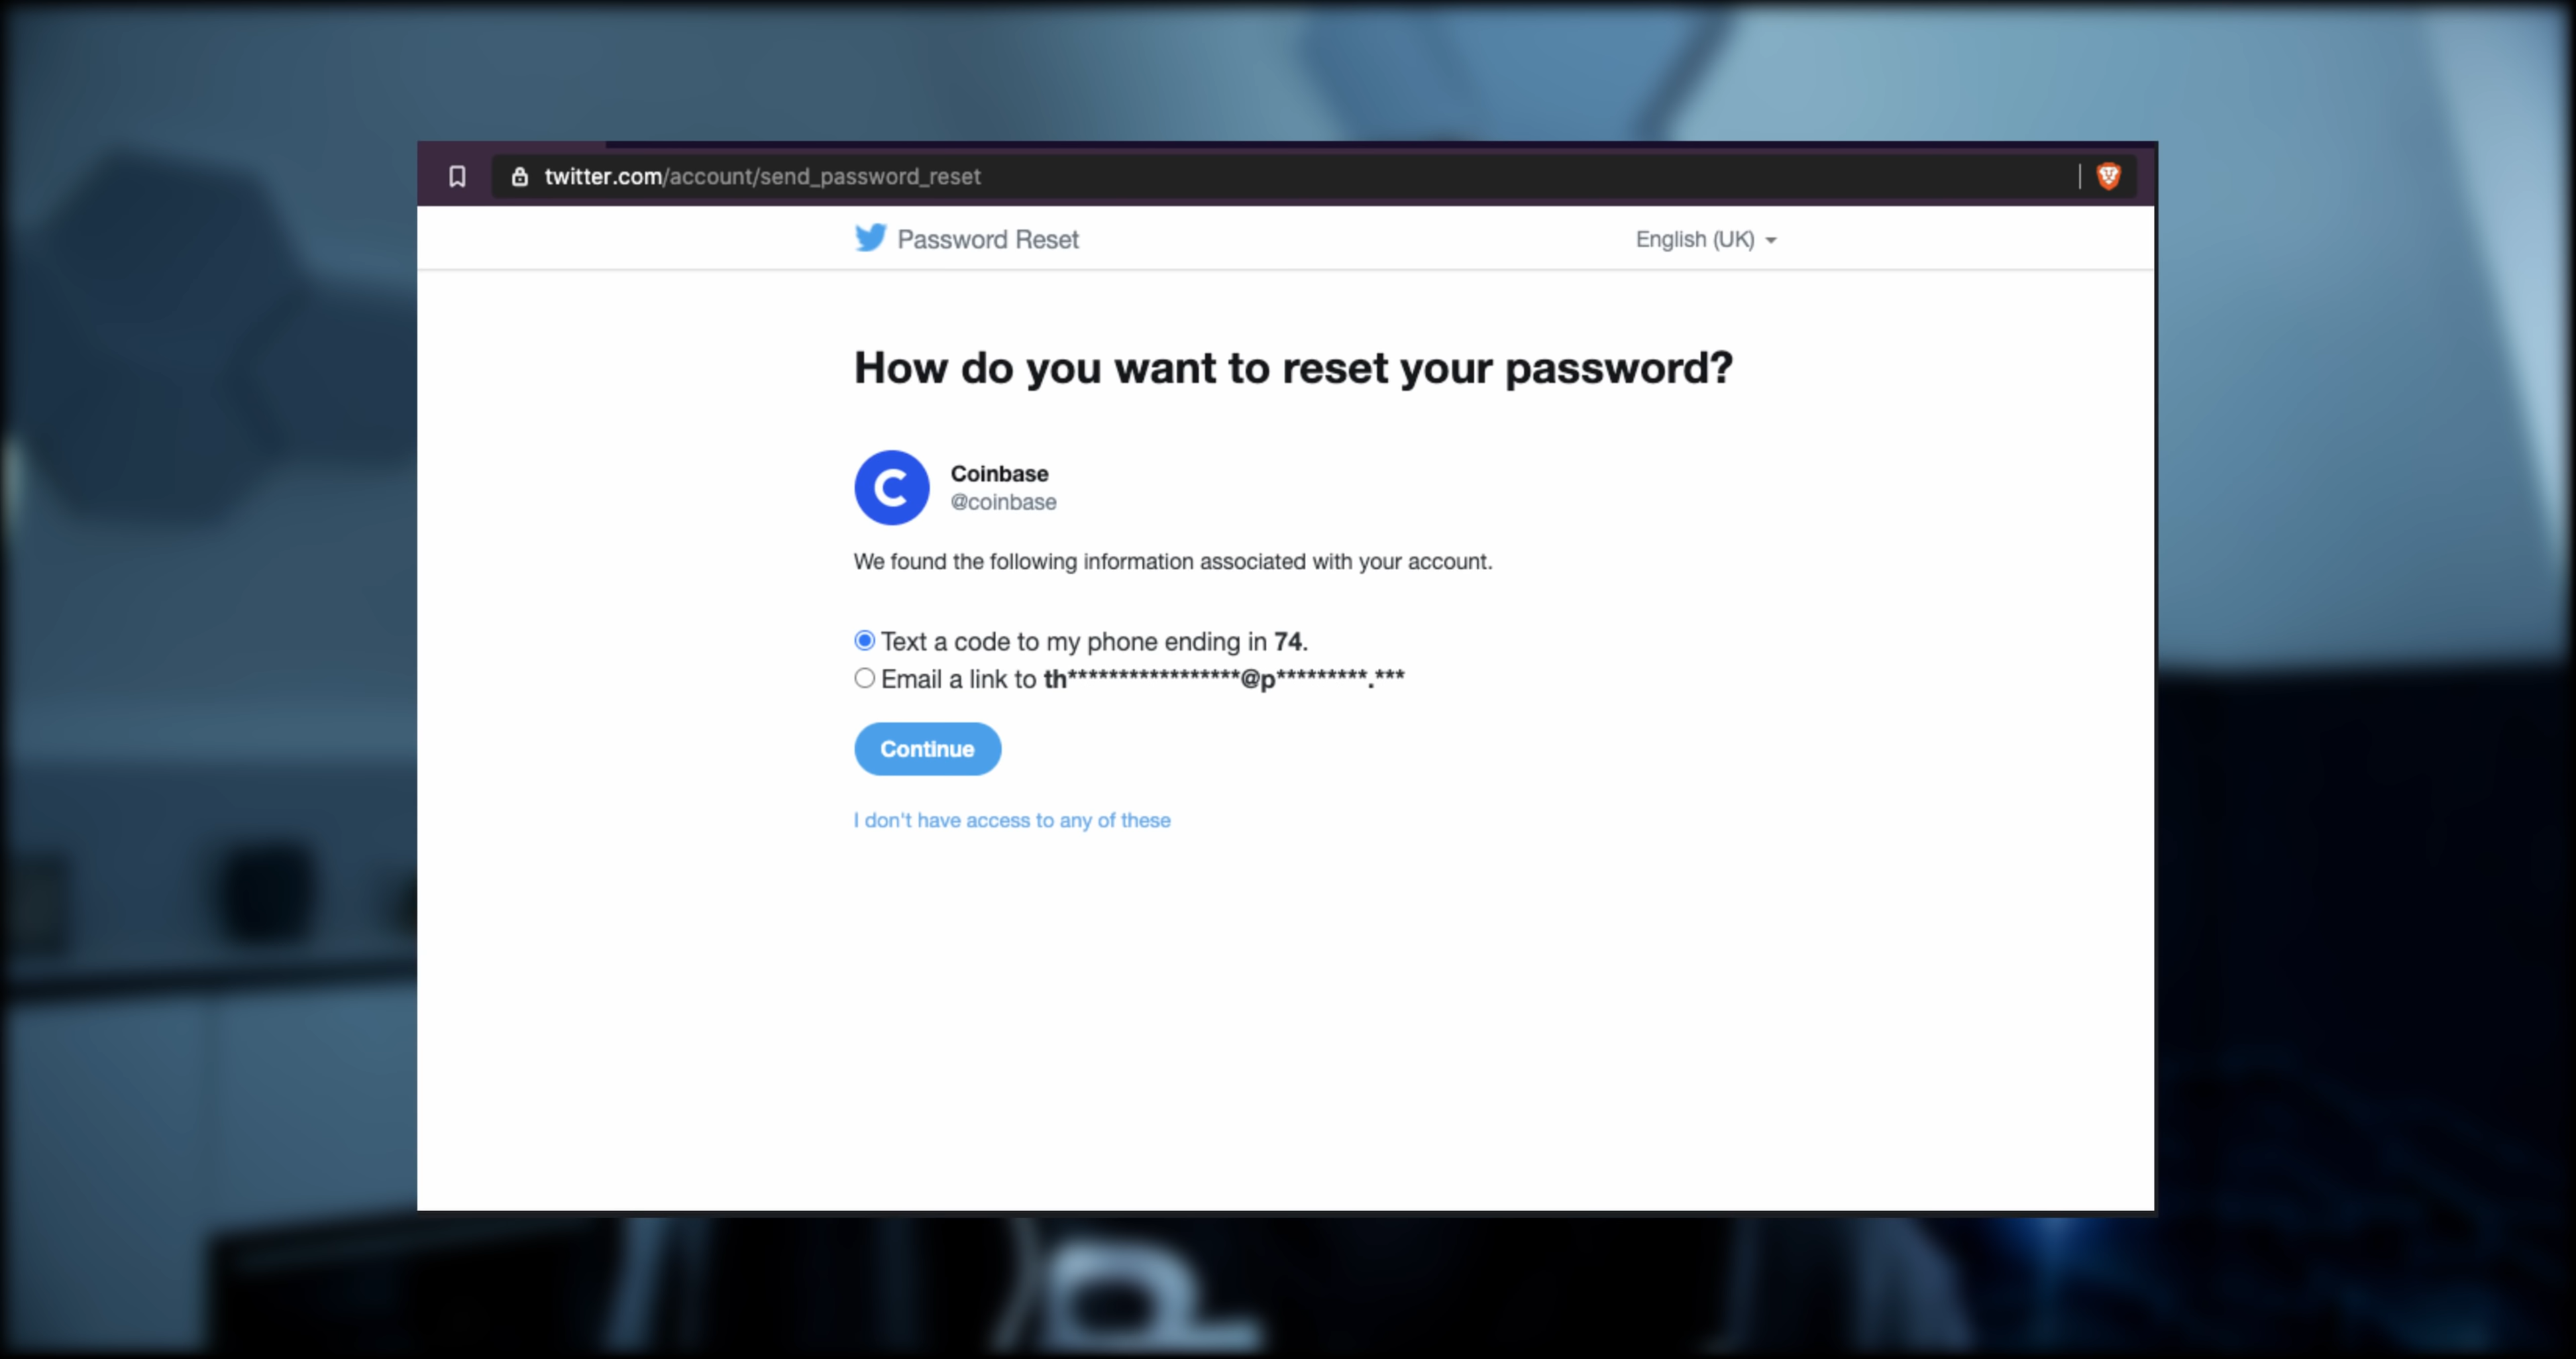 twitter.com/account/send_password_reset
Password Reset
English (UK)
How do you want to reset your password?
Coinbase
@coinbase
We found the following information associated with your account.
Text a code to my phone ending in 74.
Email a link to th*****************@p*********.***
Continue
I don't have access to any of these